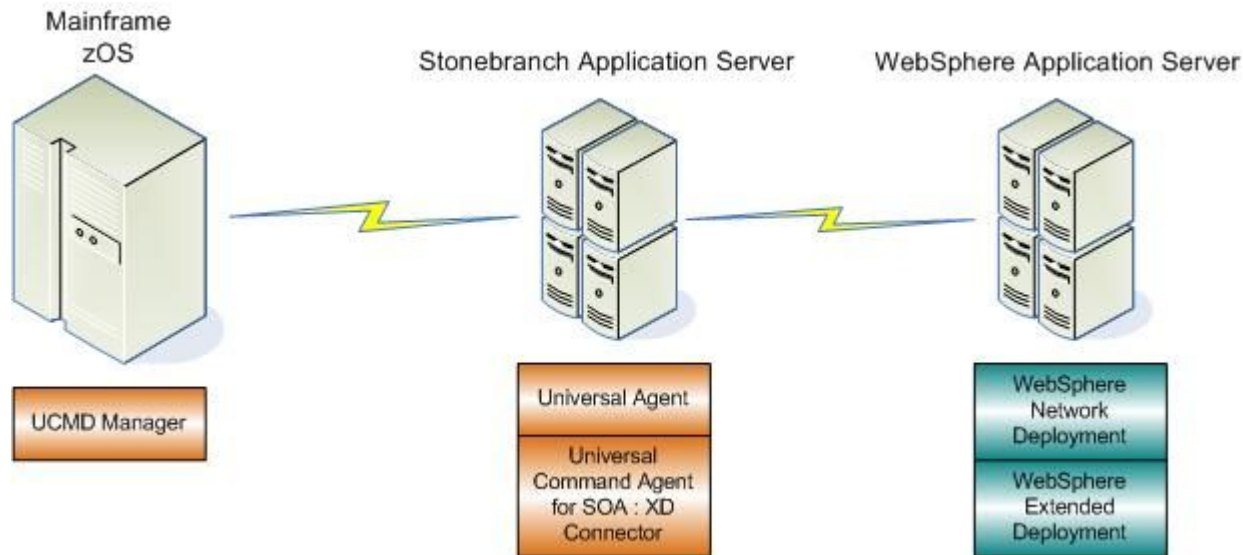 Mainframe
zOS
Stonebranch Application Server
WebSphere Application Server
UCMD Manager
Universal Agent
Universal
Command Agent
for SOA : XD
Connector
WebSphere
Network
Deployment
WebSphere
Extended
Deployment